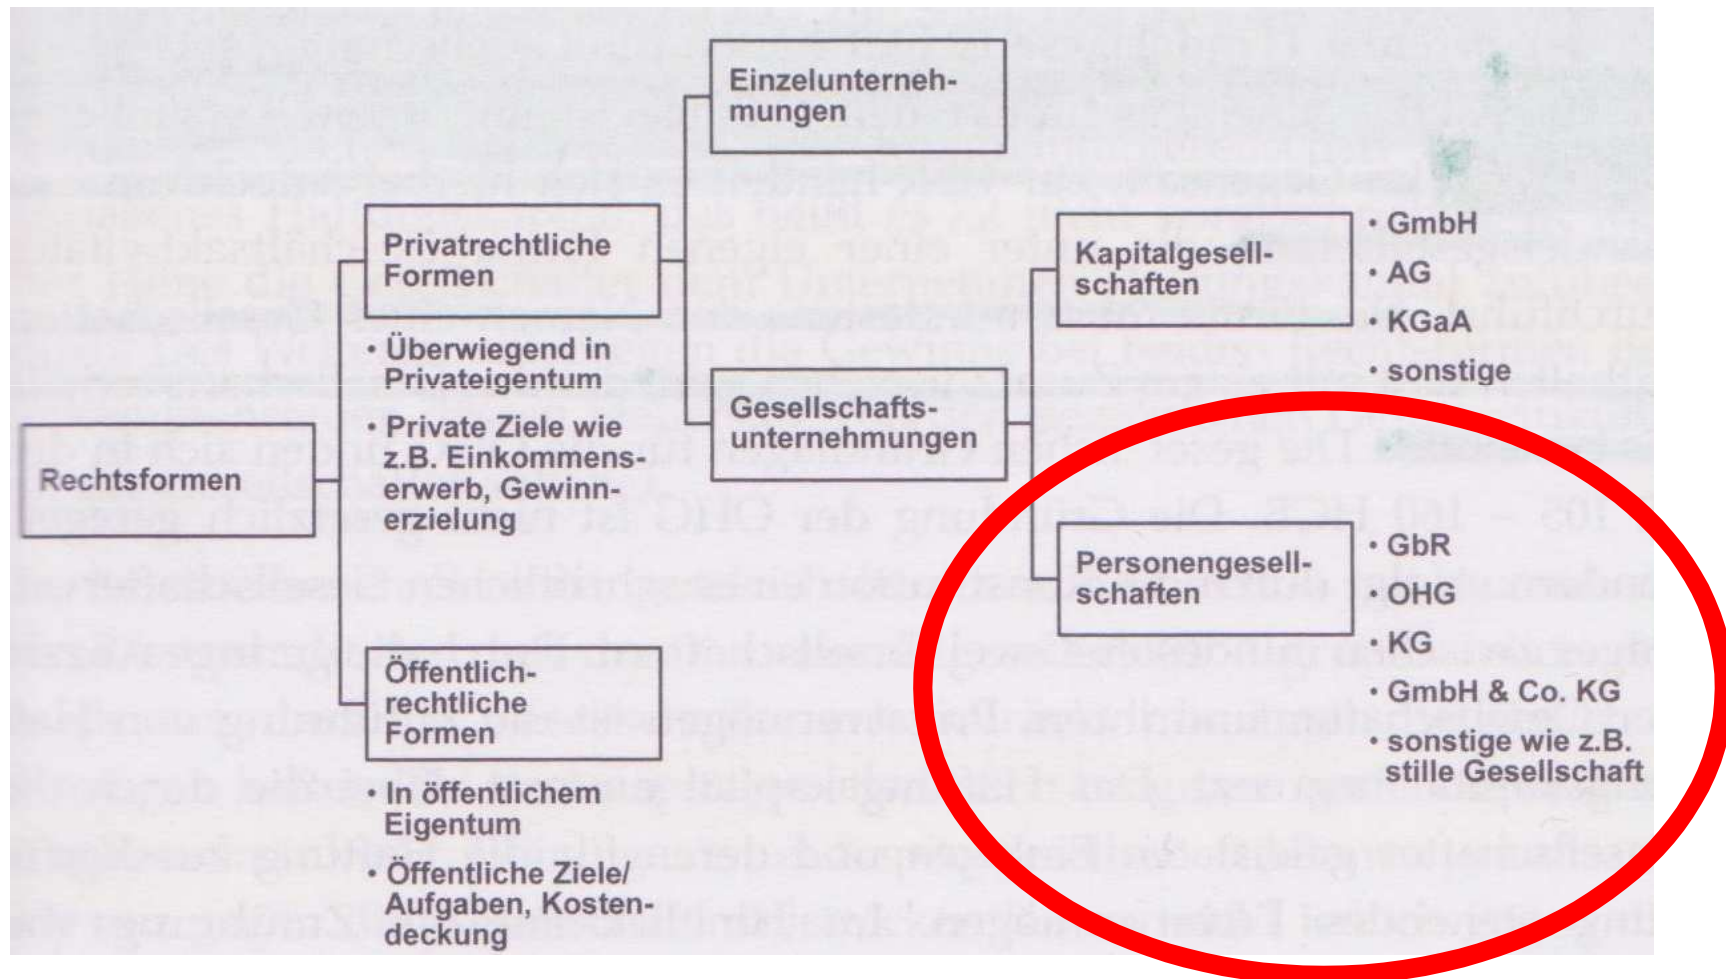 Einzelunterneh-
mungen
Privatrechtliche
Formen
• Überwiegend in
Privateigentum
• Private Ziele wie
z.B. Einkommens-
erwerb, Gewinn-
erzielung
Kapitalgesell-
schaften
• GmbH
• AG
• KGaA
• sonstige
Gesellschafts-
unternehmungen
Rechtsformen
Personengesell-
schaften
• GbR
• OHG
• KG
• GmbH & Co. KG
• sonstige wie z.B.
stille Gesellschaft
Öffentlich-
rechtliche
Formen
• In öffentlichem
Eigentum
• Öffentliche Ziele/
Aufgaben, Kosten-
deckung